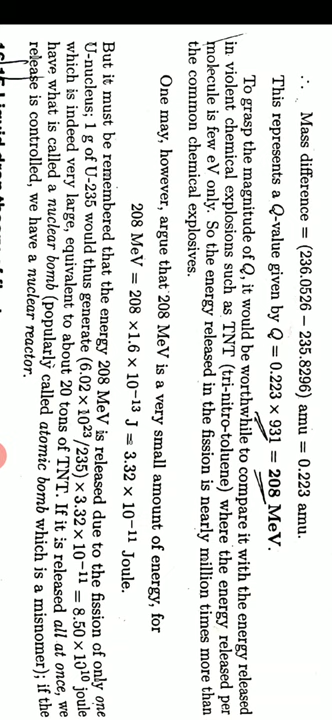 ∴ Mass difference = (236.0526 − 235.8296) amu = 0.223 amu.
This represents a Q-value given by Q = 0.223 × 931 = 208 MeV.
To grasp the magnitude of Q, it would be worthwhile to compare it with the energy released
in violent chemical explosions such as TNT (tri-nitro-toluene) where the energy released per
molecule is few eV only. So the energy released in the fission is nearly million times more than
the common chemical explosives.
One may, however, argue that 208 MeV is a very small amount of energy, for
208 MeV = 208 × 1.6 × 10⁻¹³ J = 3.32 × 10⁻¹¹ Joule.
But it must be remembered that the energy 208 MeV is released due to the fission of only one
U-nucleus; 1 g of U-235 would thus generate (6.02 × 10²³/235) × 3.32 × 10⁻¹¹ = 8.50 × 10¹⁰ joule
which is indeed very large, equivalent to about 20 tons of TNT. If it is released all at once, we
have what is called a nuclear bomb (popularly called atomic bomb which is a misnomer); if the
release is controlled, we have a nuclear reactor.